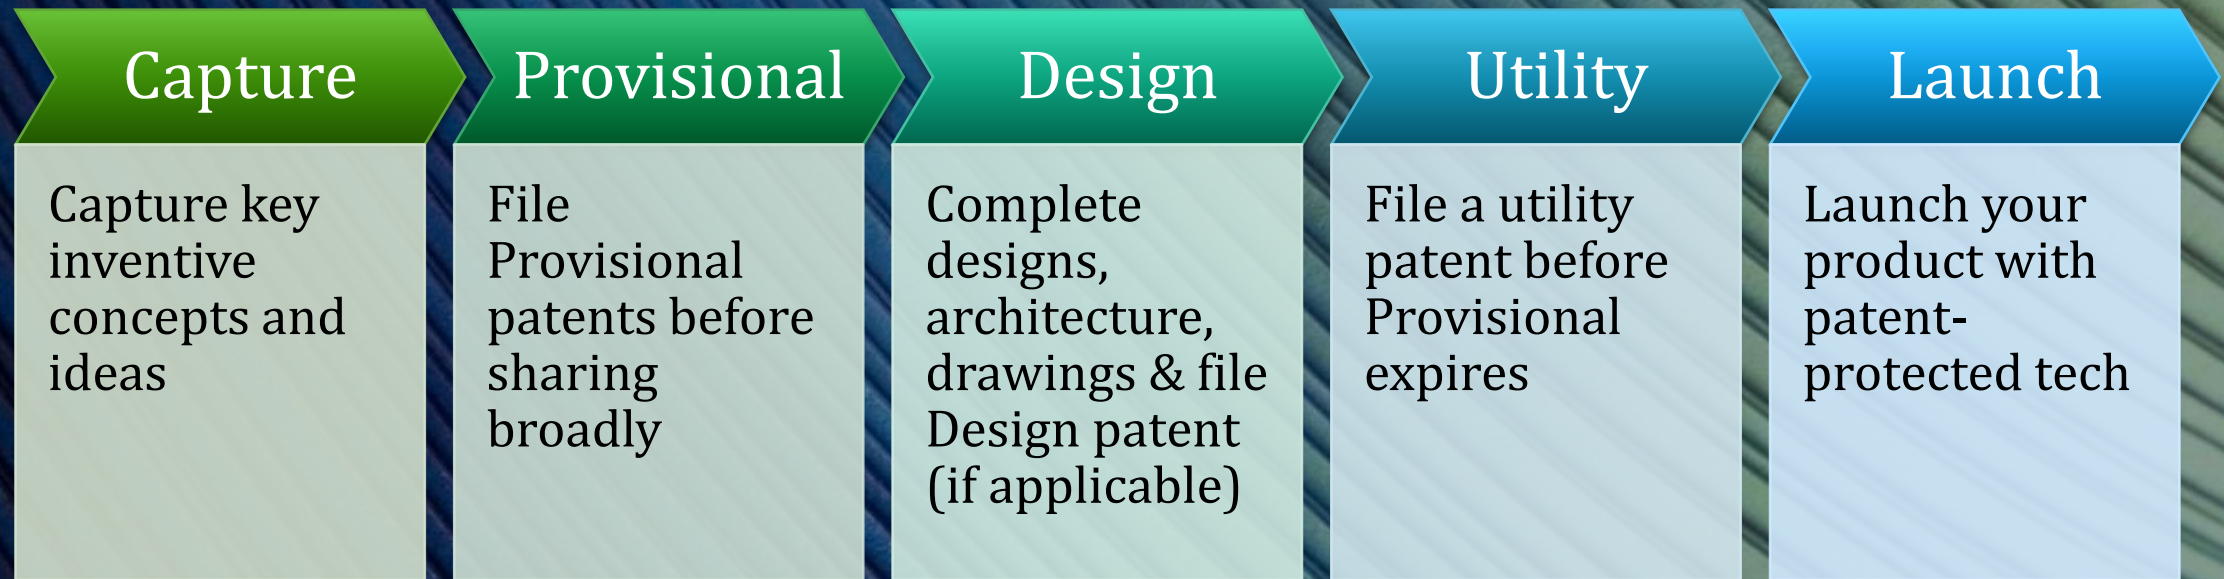 Capture
Capture key
inventive
concepts and
ideas
Provisional
File
Provisional
patents before
sharing
broadly
Design
Complete
designs,
architecture,
drawings & file
Design patent
(if applicable)
Utility
File a utility
patent before
Provisional
expires
Launch
Launch your
product with
patent-
protected tech